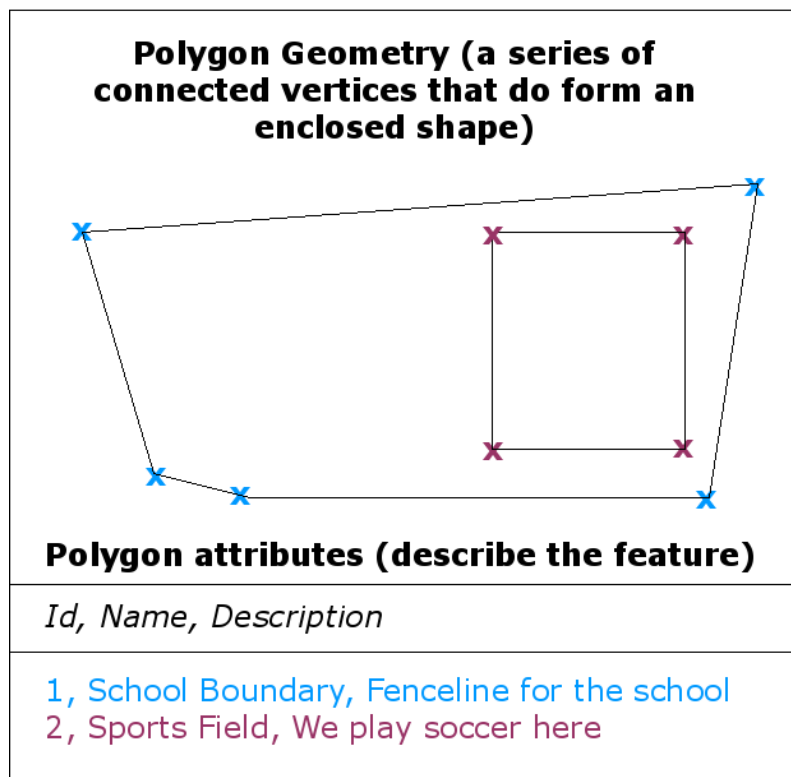 Polygon Geometry (a series of
connected vertices that do form an
enclosed shape)
x
x
x
x
x
x
x
x
x
Polygon attributes (describe the feature)
Id, Name, Description
1, School Boundary, Fenceline for the school
2, Sports Field, We play soccer here